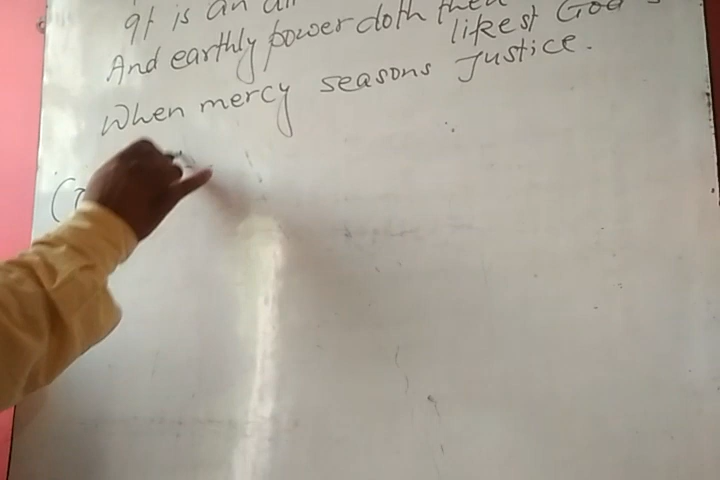 It is an
And earthly power doth then
likest God
When mercy seasons Justice.
(